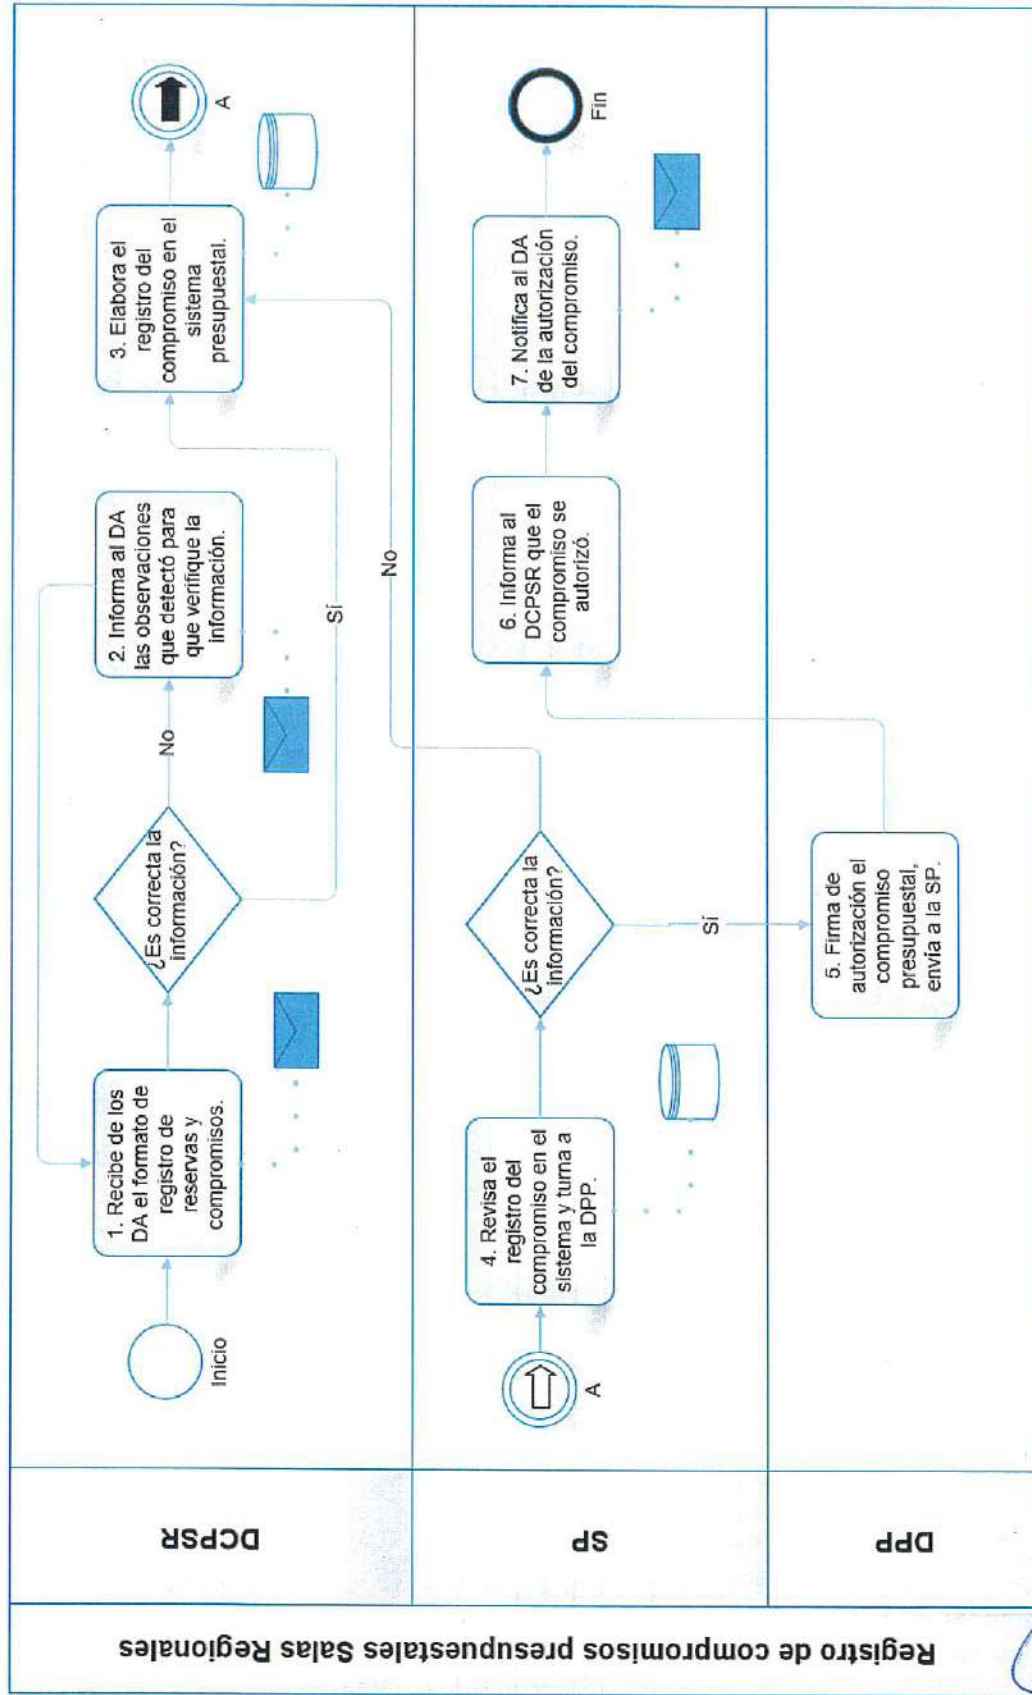 Registro de compromisos presupuestales Salas Regionales
DCPSR
Inicio
1. Recibe de los
DA el formato de
registro de
reservas y
compromisos.
¿Es correcta la
información?
No
Sí
2. Informa al DA
las observaciones
que detectó para
que verifique la
información.
3. Elabora el
registro del
compromiso en el
sistema
presupuestal.
A
SP
A
4. Revisa el
registro del
compromiso en el
sistema y turna a
la DPP.
¿Es correcta la
información?
No
Sí
6. Informa al
DCPSR que el
compromiso se
autorizó.
7. Notifica al DA
de la autorización
del compromiso.
Fin
DPP
5. Firma de
autorización el
compromiso
presupuestal,
envía a la SP.